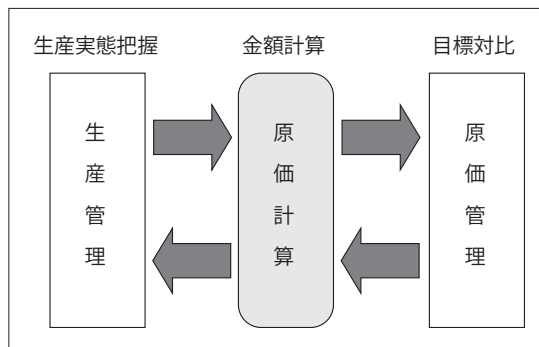 生産実態把握
金額計算
目標対比
生産管理
原価計算
原価管理